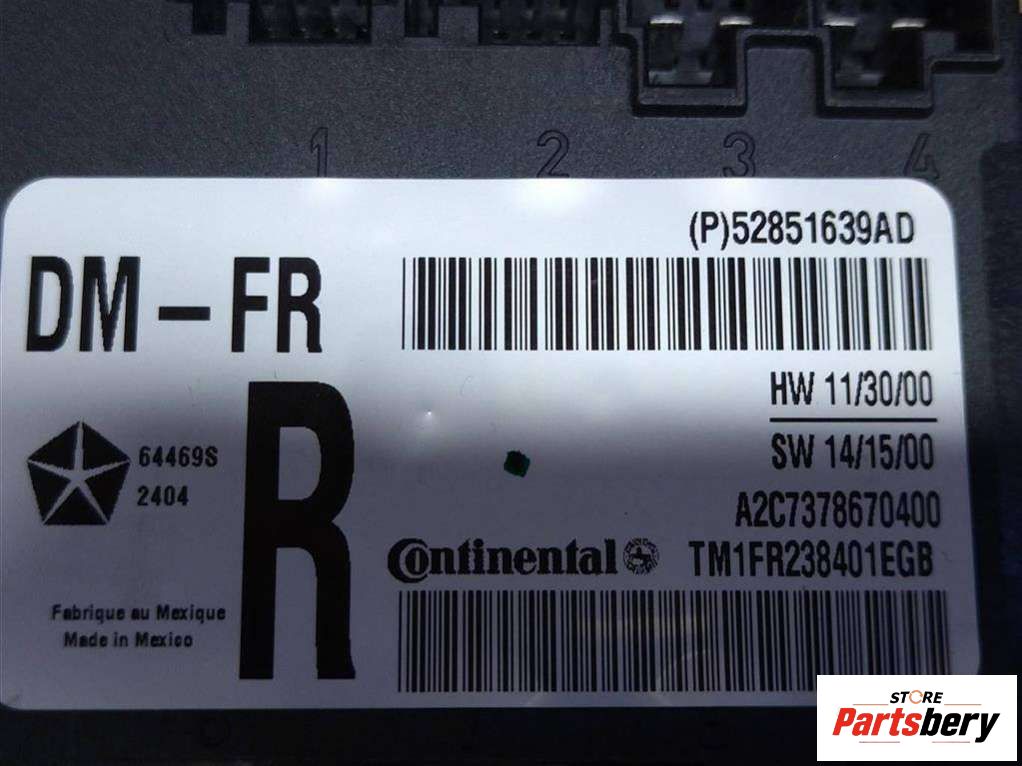 1 2 3 4
(P)52851639AD
DM-FR
HW 11/30/00
SW 14/15/00
R
64469S
2404
A2C7378670400
Continental
TM1FR238401EGB
Fabrique au Mexique
Made in Mexico
STORE
Partsbery